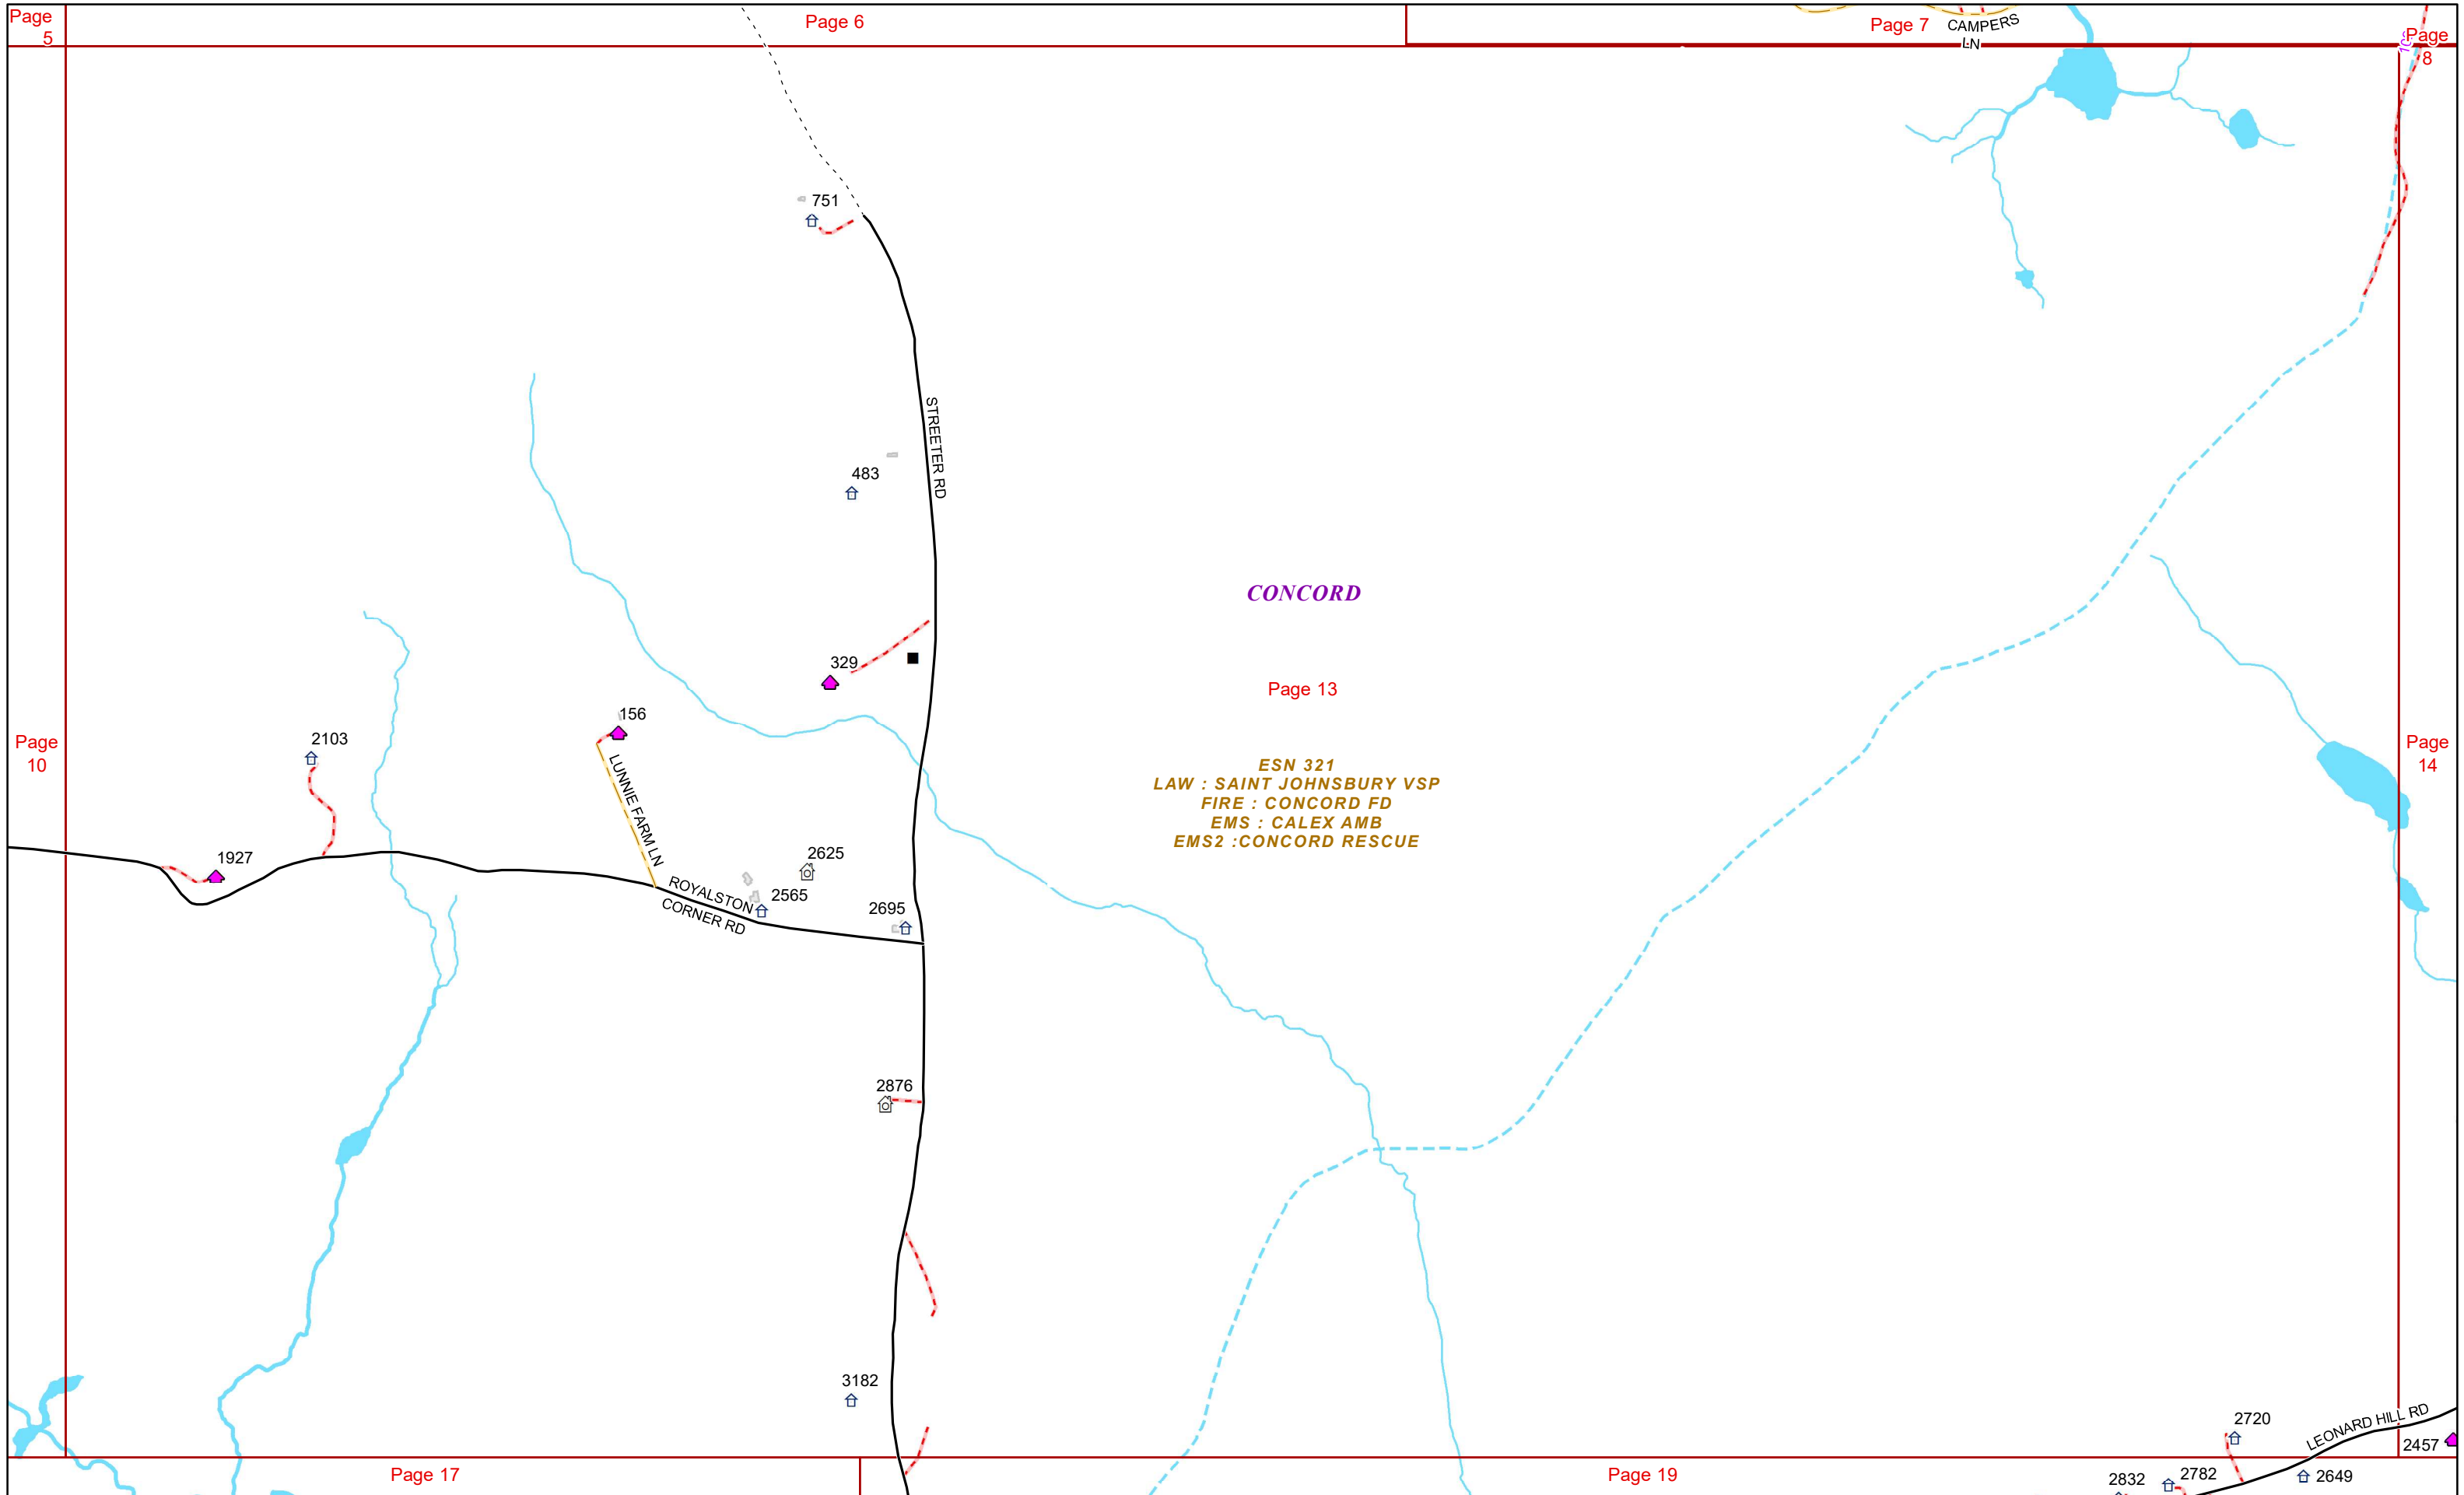 Page
5
Page 6
Page 7
CAMPERS
LN
Page
8
751
STREETER RD
483
CONCORD
329
Page 13
156
2103
Page
10
Page
14
LUNNIE FARM LN
ESN 321
LAW : SAINT JOHNSBURY VSP
FIRE : CONCORD FD
EMS : CALEX AMB
EMS2 :CONCORD RESCUE
1927
2625
ROYALSTON
CORNER RD
2565
2695
2876
3182
2720
LEONARD HILL RD
2457
Page 17
Page 19
2832
2782
2649